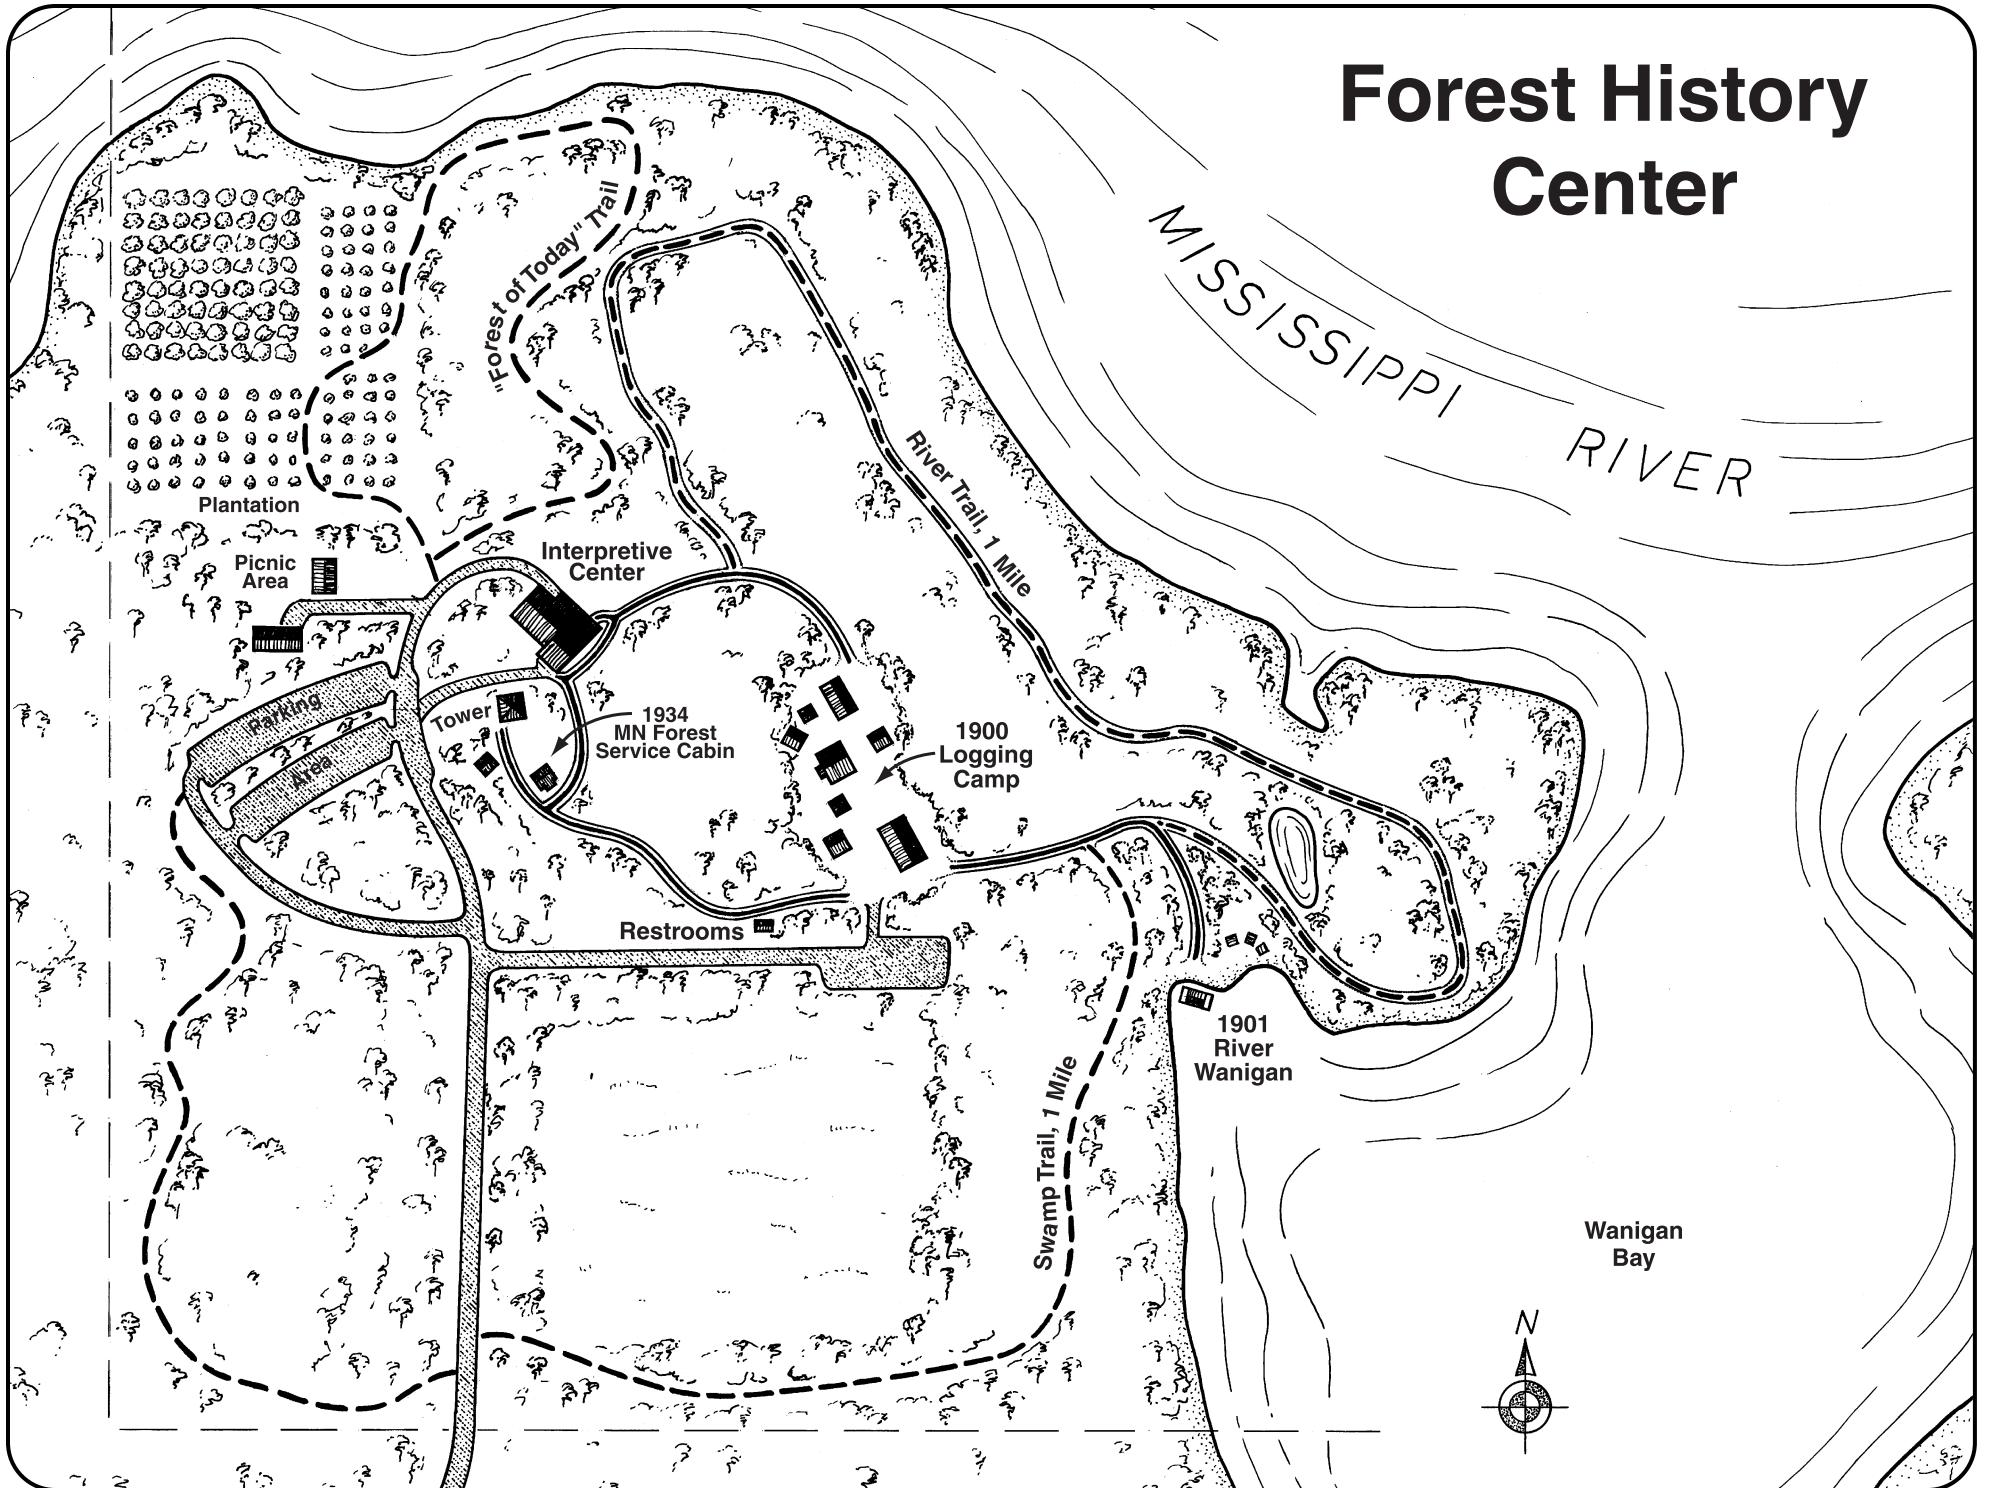 Forest History
Center
MISSISSIPPI RIVER
"Forest of Today" Trail
River Trail, 1 Mile
Plantation
Picnic
Area
Interpretive
Center
Parking
Area
Tower
1934
MN Forest
Service Cabin
1900
Logging
Camp
Restrooms
1901
River
Wanigan
Swamp Trail, 1 Mile
Wanigan
Bay
N